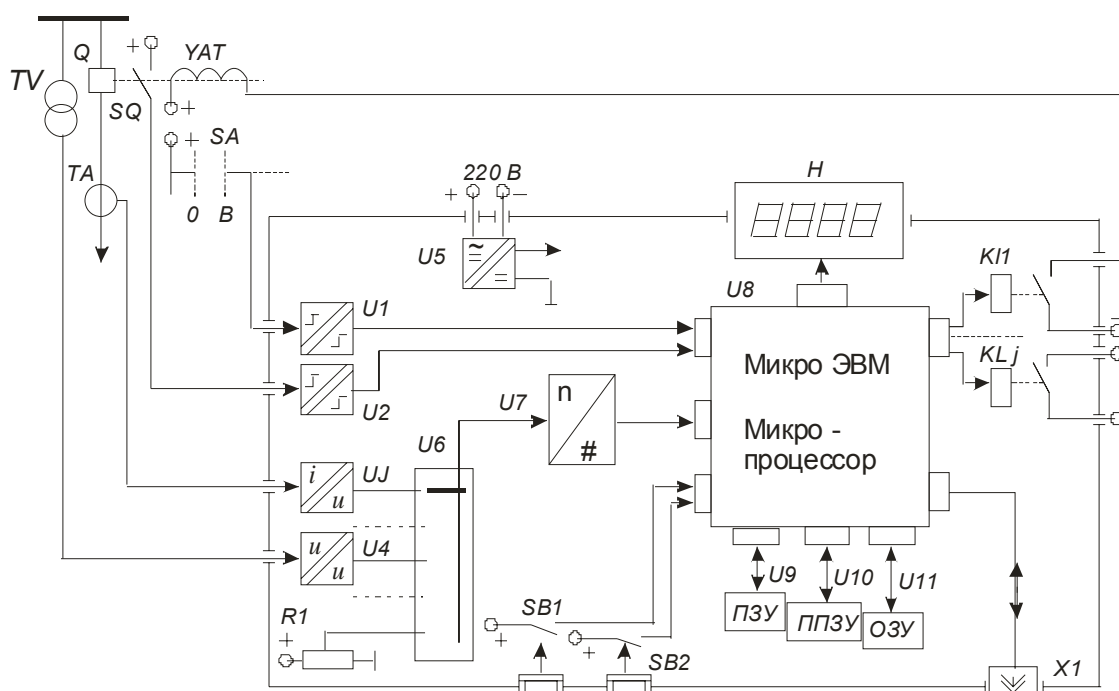 Q
+
YAT
TV
SQ
+
+
SA
TA
0 B
220 В
+
−
H
U5
~
=
=
U8
KI1
−
U1
Микро ЭВМ
KL j
U2
U7
n
#
Микро -
процессор
U6
i
u
UJ
u
u
U4
U9
U10
U11
R1
+
SB1
+
+
SB2
ПЗУ
ППЗУ
ОЗУ
X1